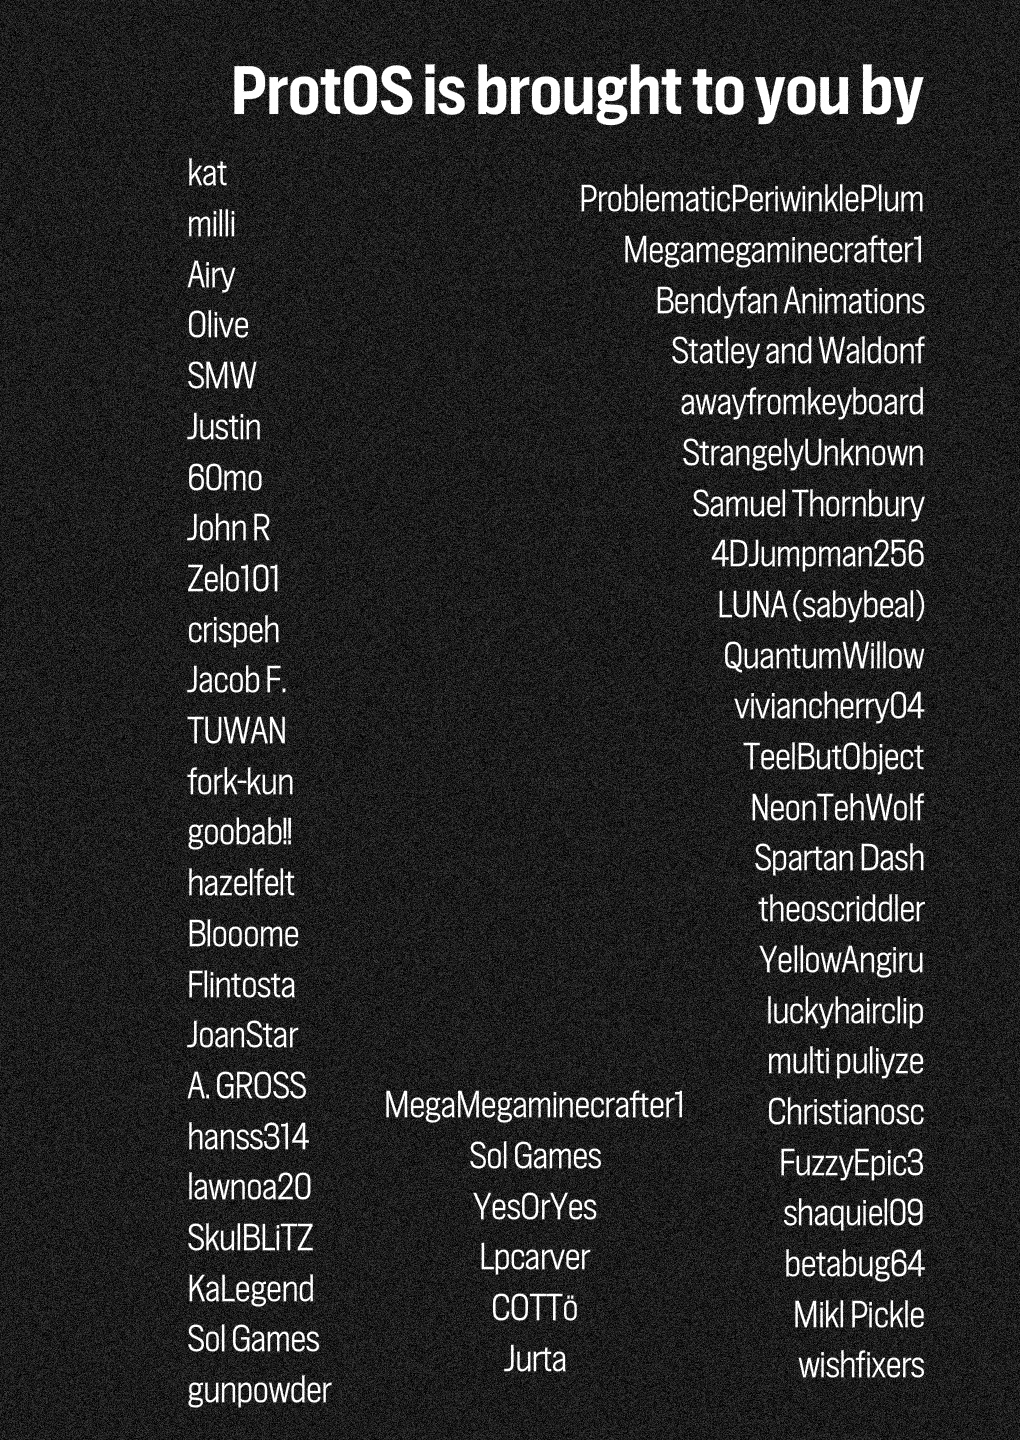 ProtOS is brought to you by
kat
milli
Airy
Olive
SMW
Justin
60mo
John R
Zelo101
crispeh
Jacob F.
TUWAN
fork-kun
goobab!!
hazelfelt
Blooome
Flintosta
JoanStar
A. GROSS
hanss314
lawnoa20
SkulBLiTZ
KaLegend
Sol Games
gunpowder
MegaMegaminecrafter1
Sol Games
YesOrYes
Lpcarver
COTTö
Jurta
ProblematicPeriwinklePlum
Megamegaminecrafter1
Bendyfan Animations
Statley and Waldonf
awayfromkeyboard
StrangelyUnknown
Samuel Thornbury
4DJumpman256
LUNA (sabybeal)
QuantumWillow
viviancherry04
TeelButObject
NeonTehWolf
Spartan Dash
theoscriddler
YellowAngiru
luckyhairclip
multi puliyze
Christianosc
FuzzyEpic3
shaquiel09
betabug64
Mikl Pickle
wishfixers